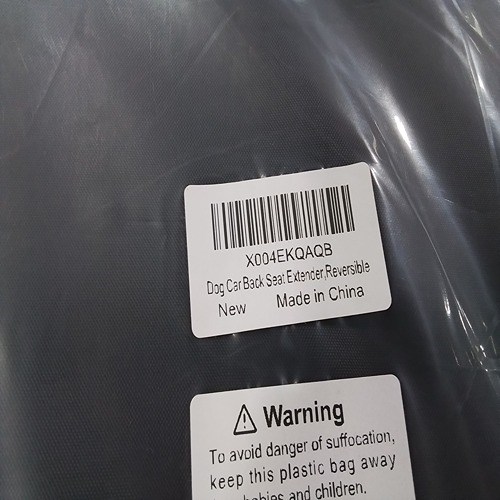 X004EKQAQB
Dog Car Back Seat Extender,Reversible
New Made in China
Warning
To avoid danger of suffocation,
keep this plastic bag away
babies and children.